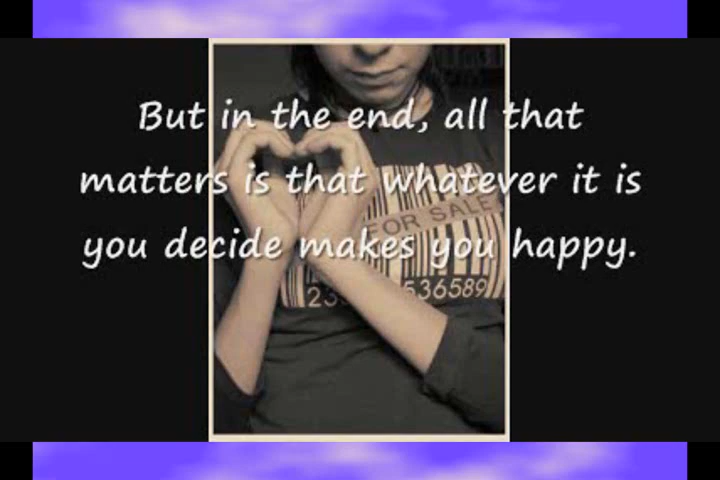 But in the end, all that
matters is that whatever it is
you decide makes you happy.
FOR SALE
536589